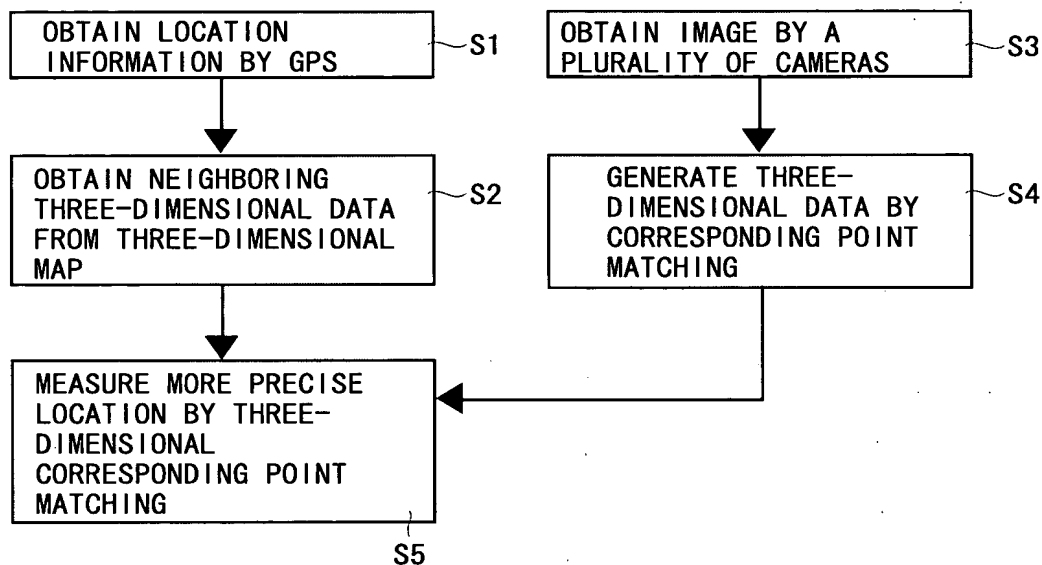 OBTAIN LOCATION
INFORMATION BY GPS
S1
OBTAIN NEIGHBORING
THREE-DIMENSIONAL DATA
FROM THREE-DIMENSIONAL
MAP
S2
OBTAIN IMAGE BY A
PLURALITY OF CAMERAS
S3
GENERATE THREE-
DIMENSIONAL DATA BY
CORRESPONDING POINT
MATCHING
S4
MEASURE MORE PRECISE
LOCATION BY THREE-
DIMENSIONAL
CORRESPONDING POINT
MATCHING
S5